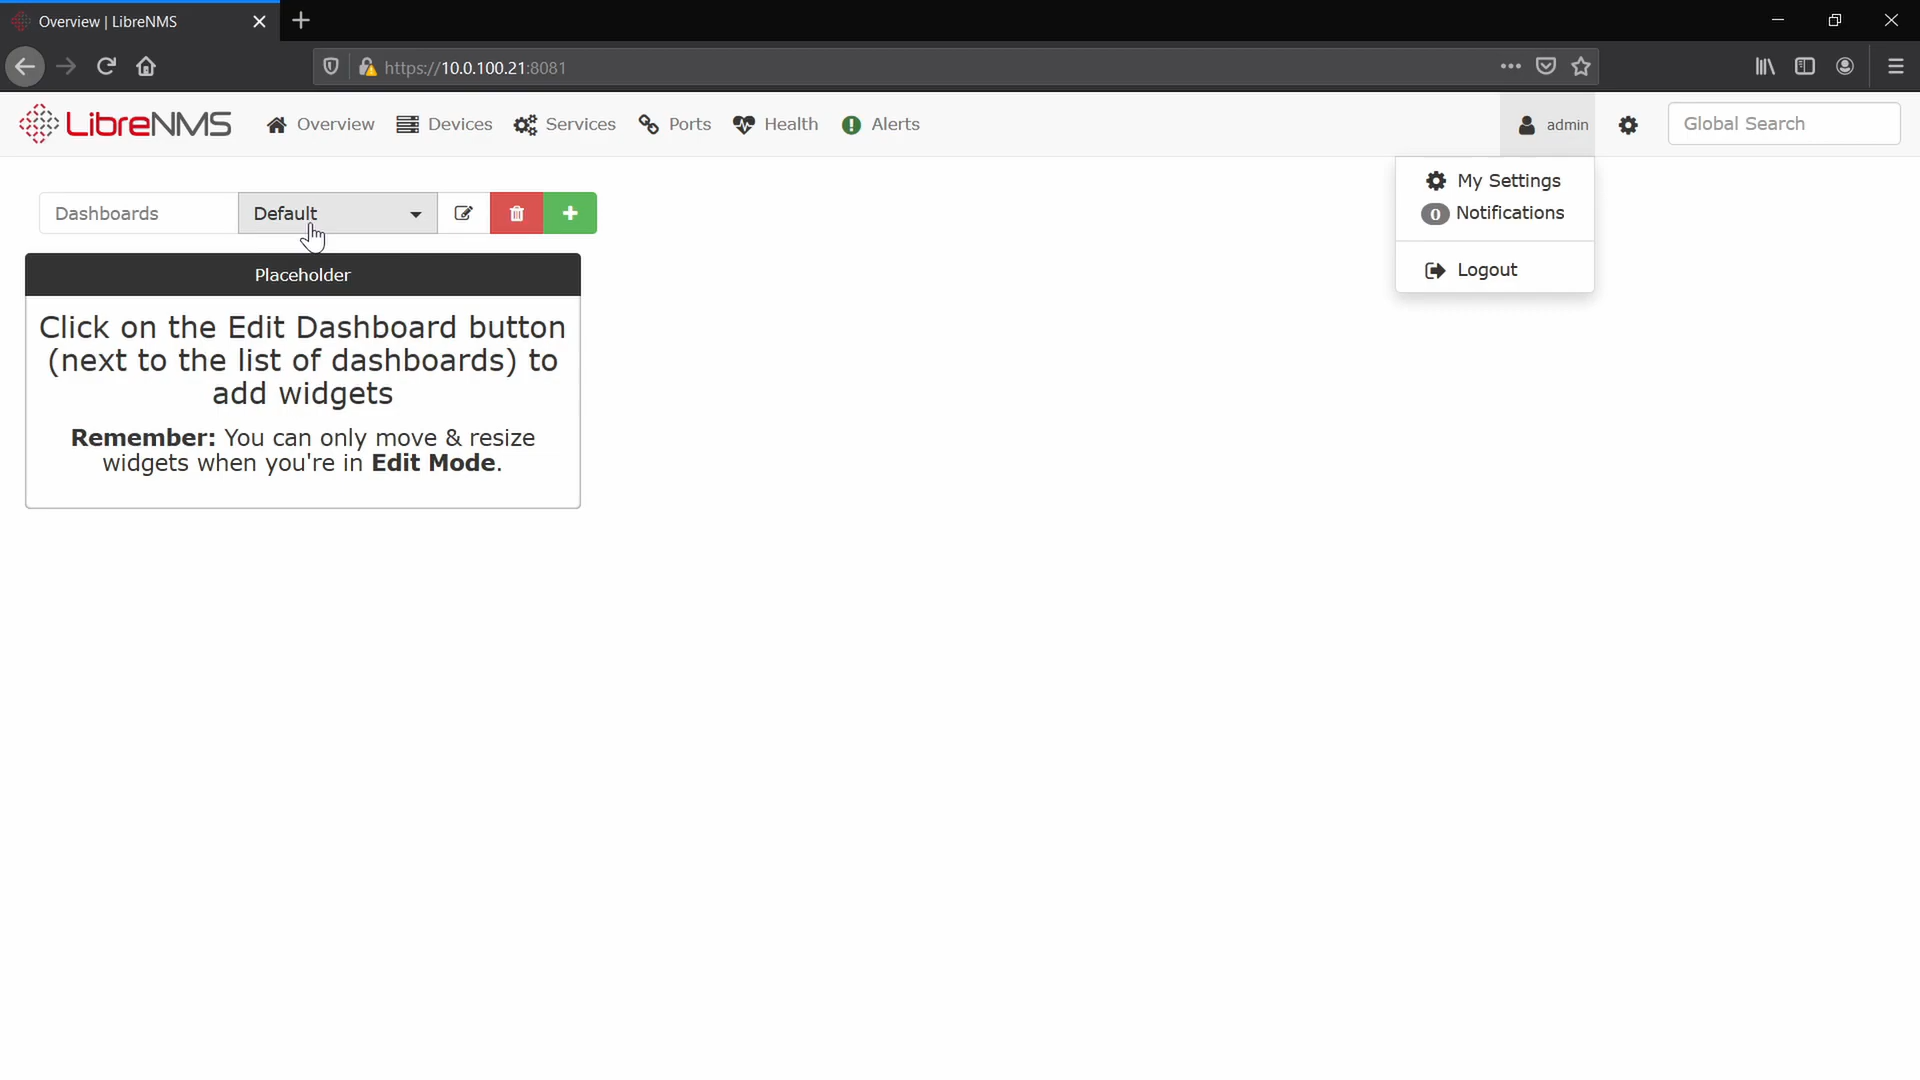 Overview | LibreNMS
https://10.0.100.21:8081
LibreNMS
Overview
Devices
Services
Ports
Health
Alerts
admin
Global Search
My Settings
0 Notifications
Logout
Dashboards
Default
Placeholder
Click on the Edit Dashboard button
(next to the list of dashboards) to
add widgets
Remember: You can only move & resize
widgets when you're in Edit Mode.